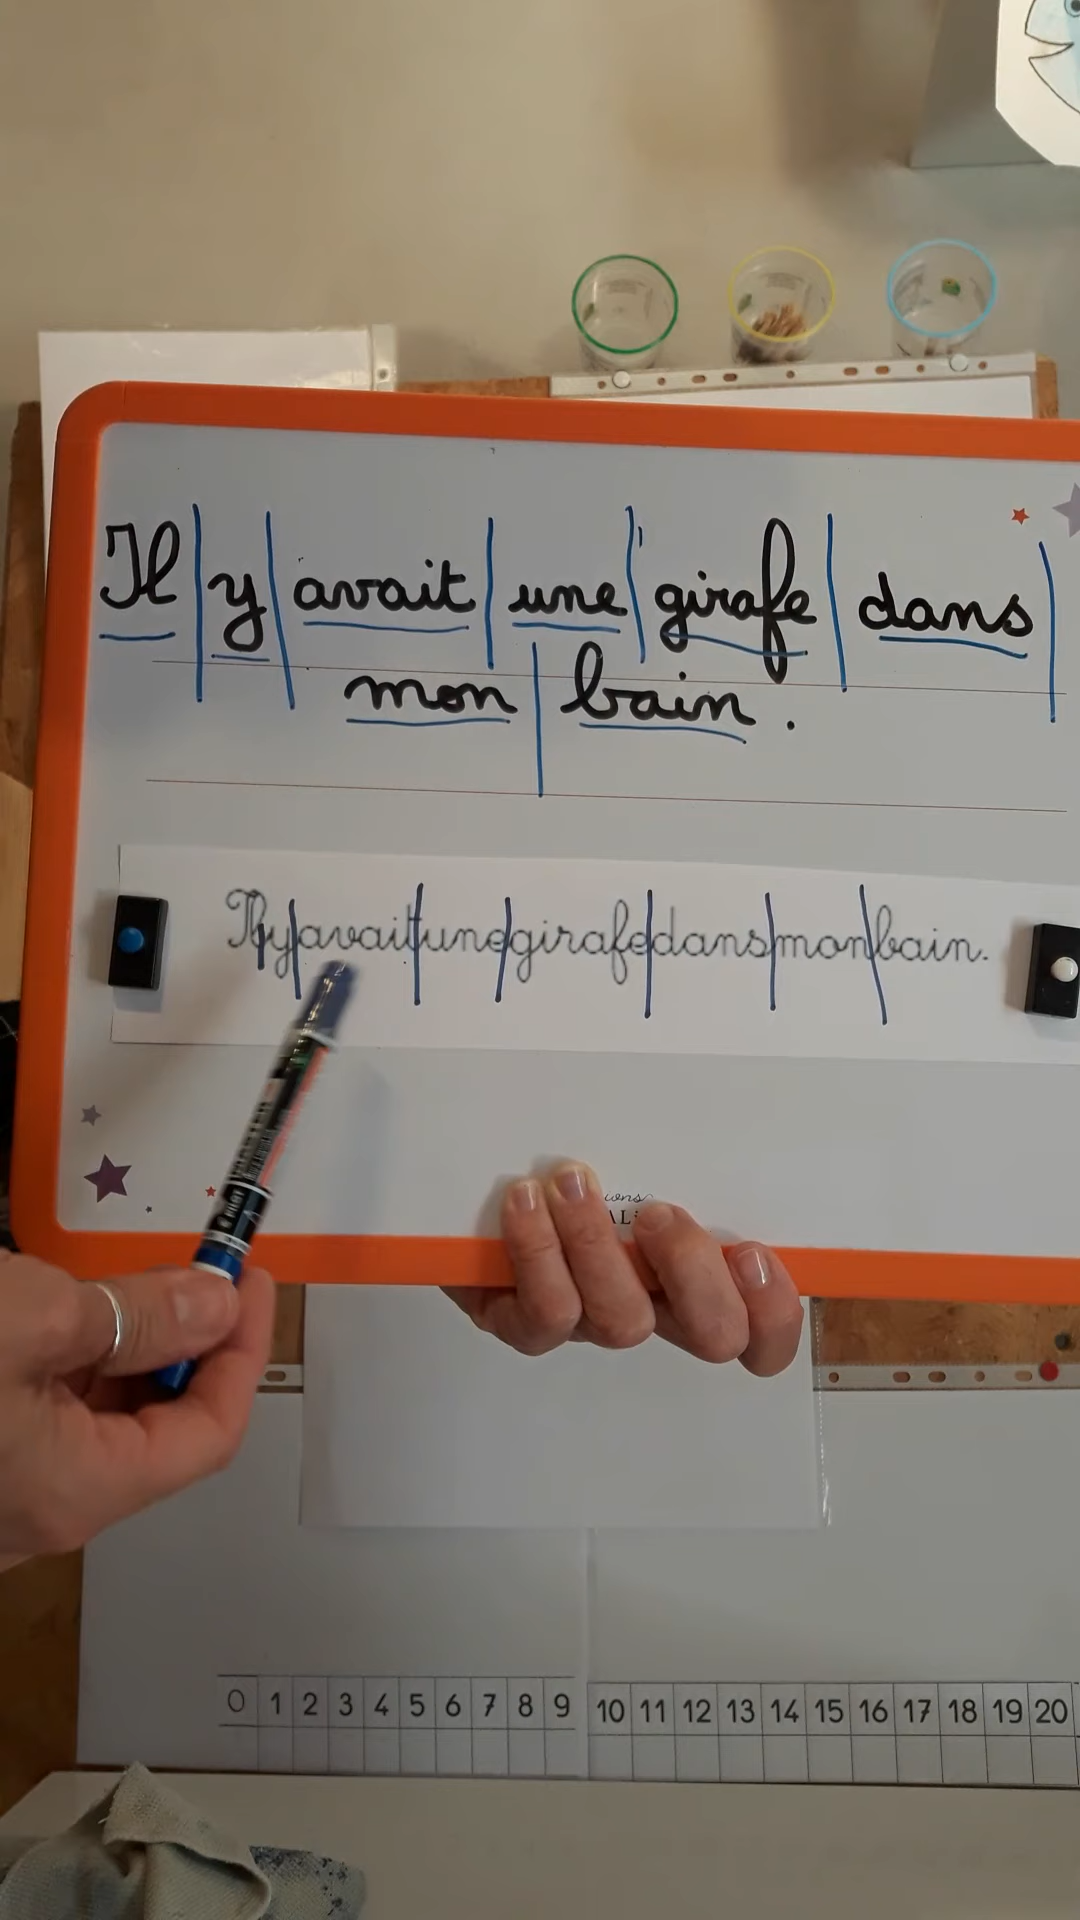 Il y avait une girafe dans
mon bain.
Ilyavaitunegirafedansmonbain.
PILOT
0 1 2 3 4 5 6 7 8 9 10 11 12 13 14 15 16 17 18 19 20